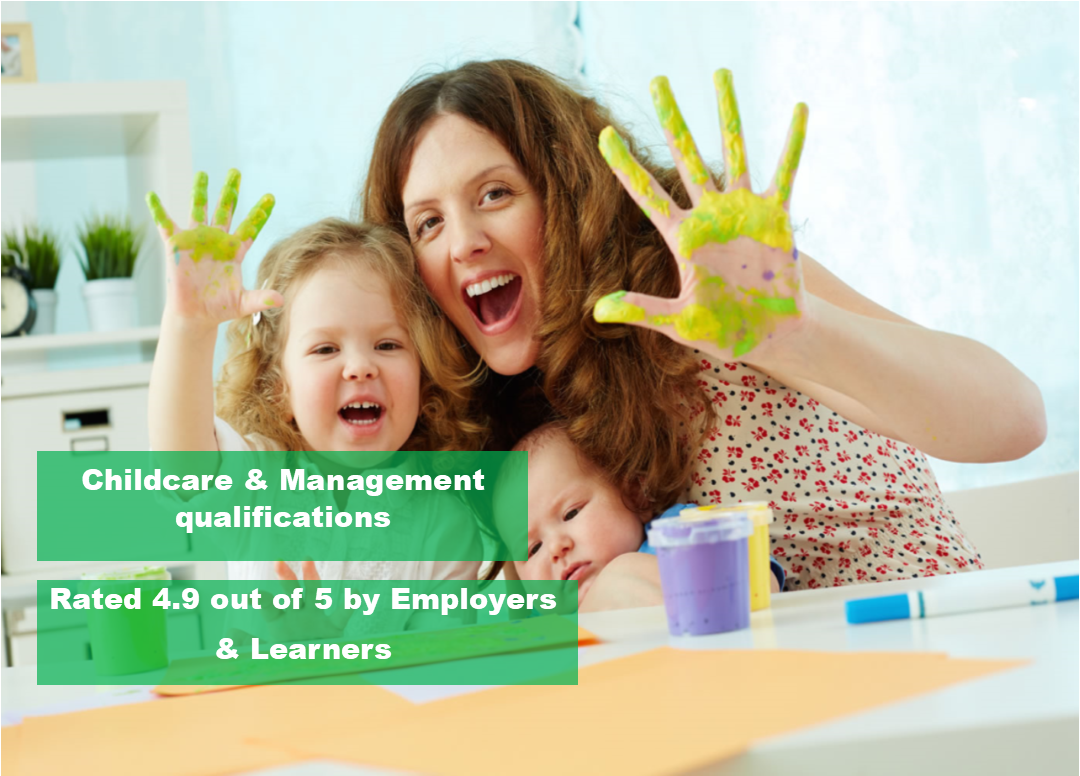 Childcare & Management
qualifications
Rated 4.9 out of 5 by Employers
& Learners